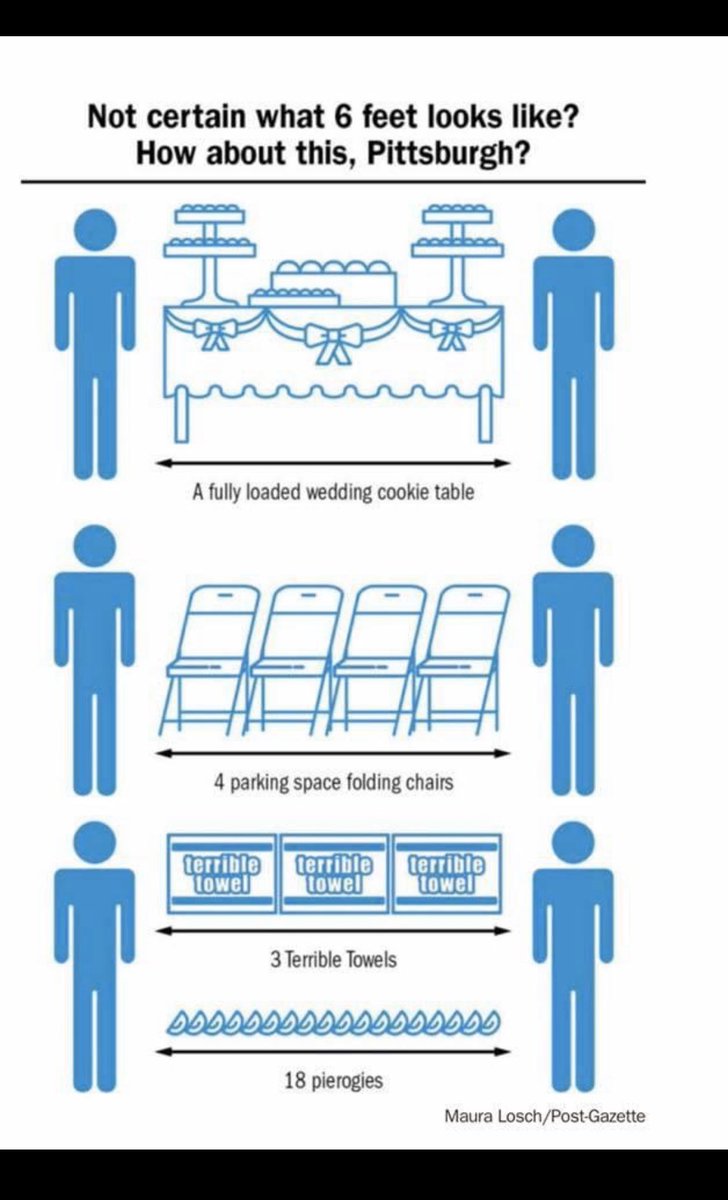 Not certain what 6 feet looks like?
How about this, Pittsburgh?
A fully loaded wedding cookie table
4 parking space folding chairs
terrible terrible terrible
towel towel towel
3 Terrible Towels
18 pierogies
Maura Losch/Post-Gazette